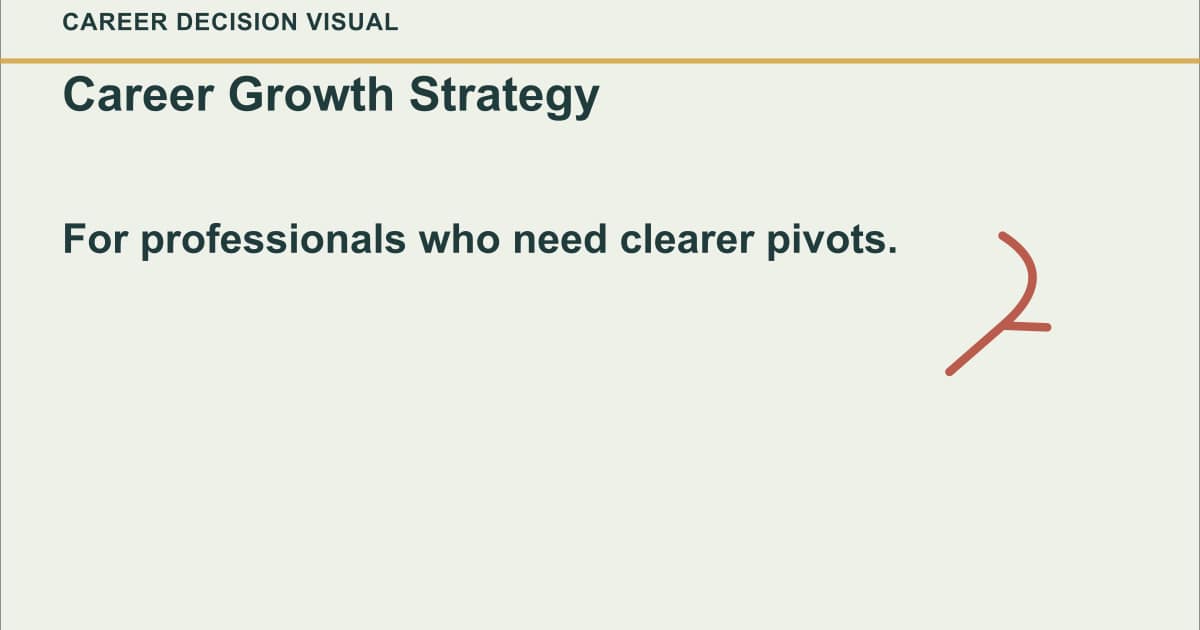 CAREER DECISION VISUAL
Career Growth Strategy
For professionals who need clearer pivots.